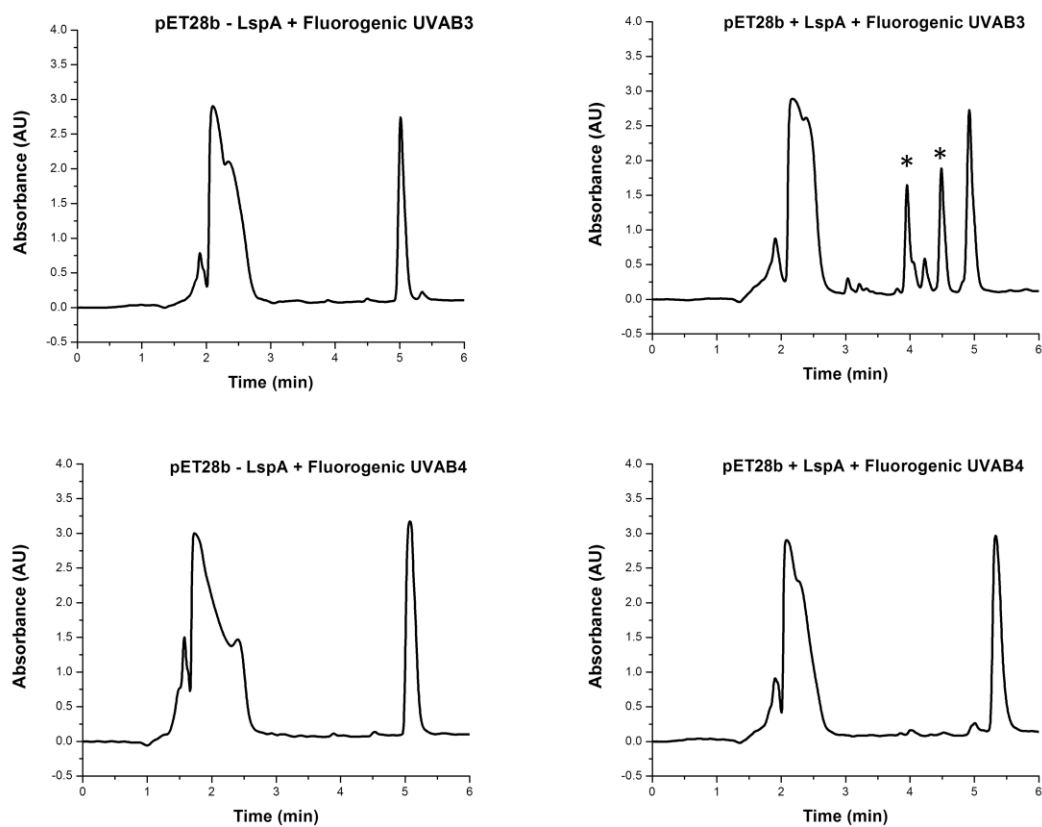 pET28b - LspA + Fluorogenic UVAB3
4.0
3.5
3.0
2.5
2.0
1.5
1.0
0.5
0.0
-0.5
Absorbance (AU)
0 1 2 3 4 5 6
Time (min)
pET28b + LspA + Fluorogenic UVAB3
4.0
3.5
3.0
2.5
2.0
1.5
1.0
0.5
0.0
-0.5
Absorbance (AU)
* *
0 1 2 3 4 5 6
Time (min)
pET28b - LspA + Fluorogenic UVAB4
4.0
3.5
3.0
2.5
2.0
1.5
1.0
0.5
0.0
-0.5
Absorbance (AU)
0 1 2 3 4 5 6
Time (min)
pET28b + LspA + Fluorogenic UVAB4
4.0
3.5
3.0
2.5
2.0
1.5
1.0
0.5
0.0
-0.5
Absorbance (AU)
0 1 2 3 4 5 6
Time (min)